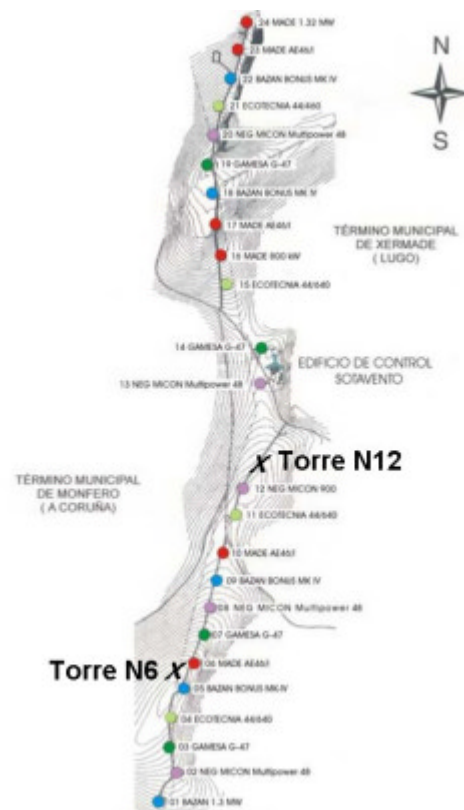 24 MADE 1.32 MW
N
23 MADE AE46/I
22 BAZAN BONUS MK IV
S
21 ECOTECNIA 44/460
20 NEG MICON Multipower 48
19 GAMESA G-47
18 BAZAN BONUS MK IV
17 MADE AE46/I
TÉRMINO MUNICIPAL
DE XERMADE
( LUGO)
16 MADE 800 kW
15 ECOTECNIA 44/640
14 GAMESA G-47
EDIFICIO DE CONTROL
SOTAVENTO
13 NEG MICON Multipower 48
x Torre N12
TÉRMINO MUNICIPAL
DE MONFERO
( A CORUÑA)
12 NEG MICON 900
11 ECOTECNIA 44/640
10 MADE AE46/I
09 BAZAN BONUS MK IV
08 NEG MICON Multipower 48
07 GAMESA G-47
Torre N6 x
06 MADE AE46/I
05 BAZAN BONUS MK-IV
04 ECOTECNIA 44/640
03 GAMESA G-47
02 NEG MICON Multipower 48
01 BAZAN 1.3 MW